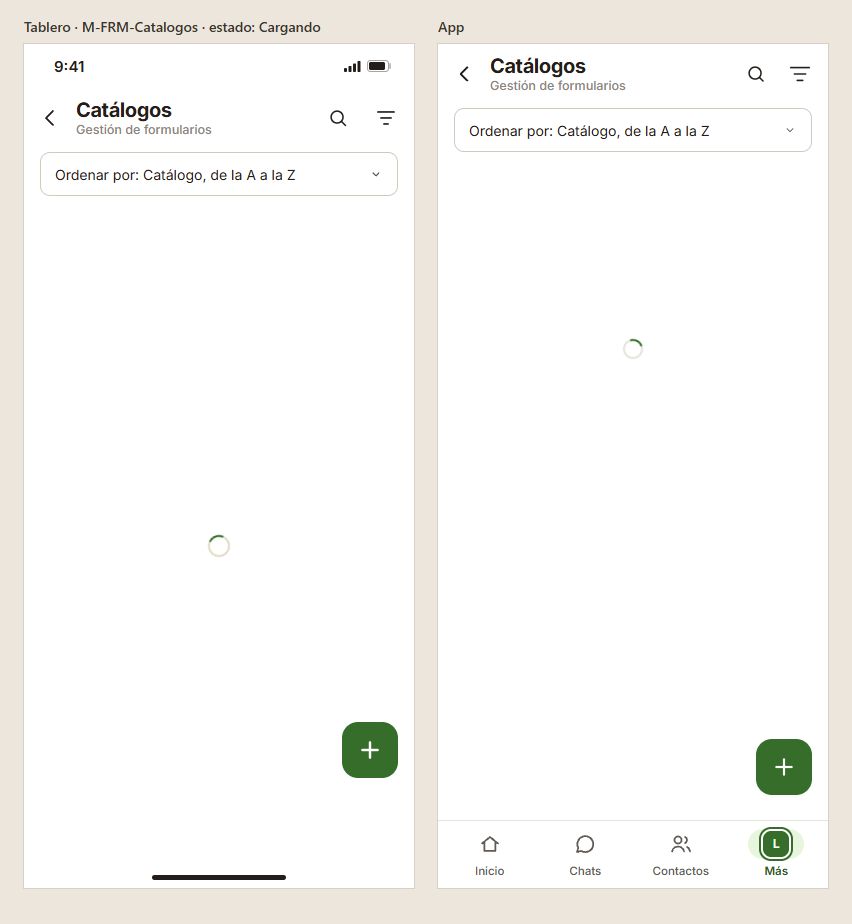 Tablero · M-FRM-Catalogos · estado: Cargando
9:41
Catálogos
Gestión de formularios
Ordenar por: Catálogo, de la A a la Z
App
Catálogos
Gestión de formularios
Ordenar por: Catálogo, de la A a la Z
L
Inicio
Chats
Contactos
Más